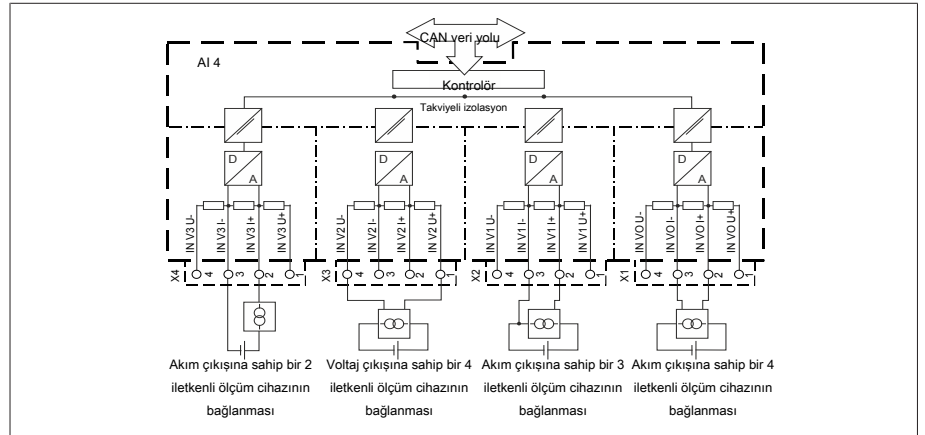 CAN veri yolu
AI 4
Kontrolör
Takviyeli izolasyon
D
A
D
A
D
A
D
A
IN V3 U-
IN V3 I-
IN V3 I+
IN V3 U+
IN V2 U-
IN V2 I-
IN V2 I+
IN V2 U+
IN V1 U-
IN V1 I-
IN V1 I+
IN V1 U+
IN VO U-
IN VO I-
IN VO I+
IN VO U+
X4
4
3
2
1
X3
4
3
2
1
X2
4
3
2
1
X1
4
3
2
1
Akım çıkışına sahip bir 2
iletkenli ölçüm cihazının
bağlanması
Voltaj çıkışına sahip bir 4
iletkenli ölçüm cihazının
bağlanması
Akım çıkışına sahip bir 3
iletkenli ölçüm cihazının
bağlanması
Akım çıkışına sahip bir 4
iletkenli ölçüm cihazının
bağlanması